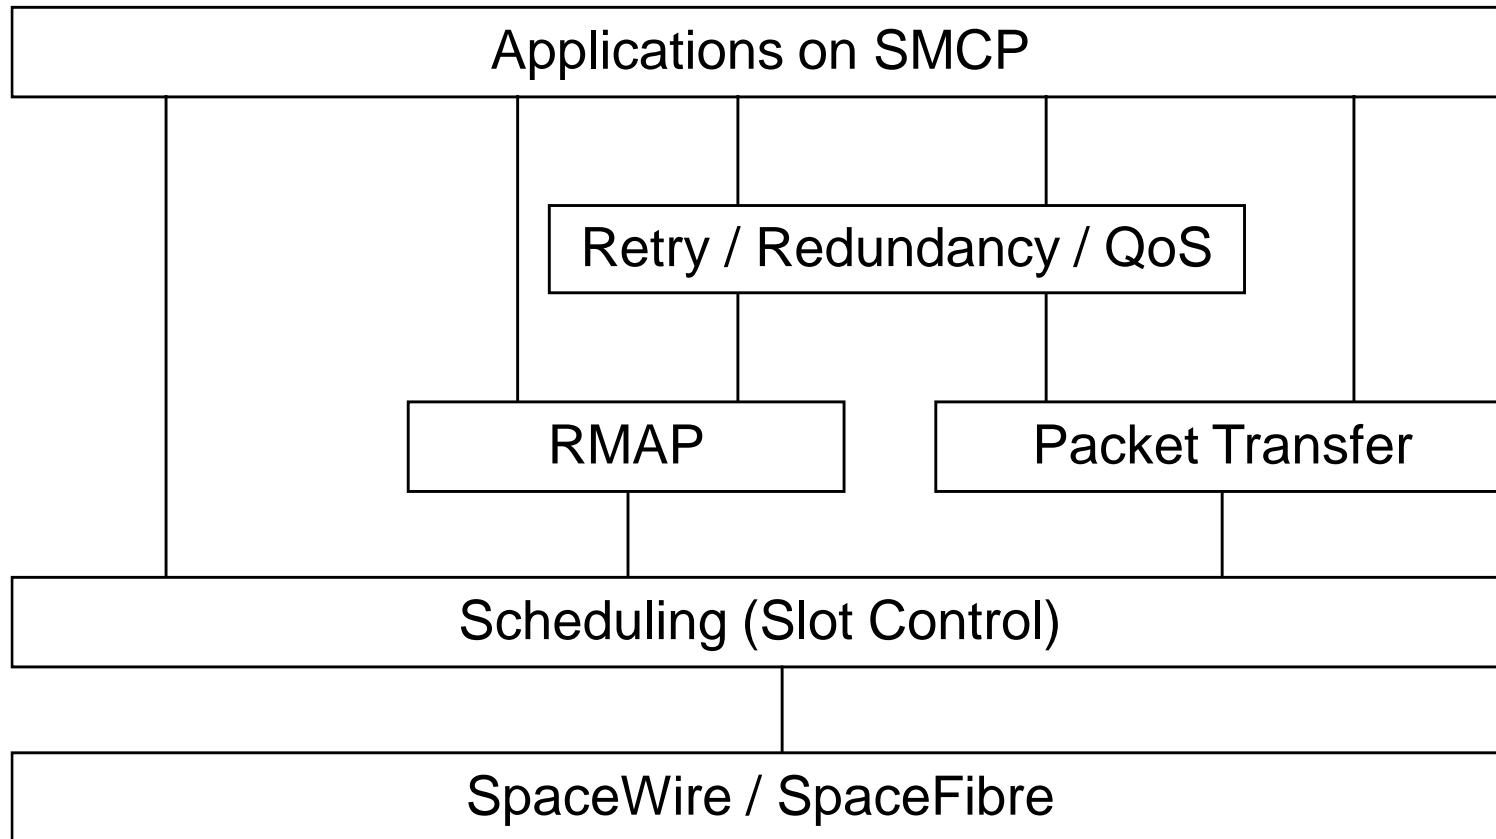 Applications on SMCP
Retry / Redundancy / QoS
RMAP
Packet Transfer
Scheduling (Slot Control)
SpaceWire / SpaceFibre